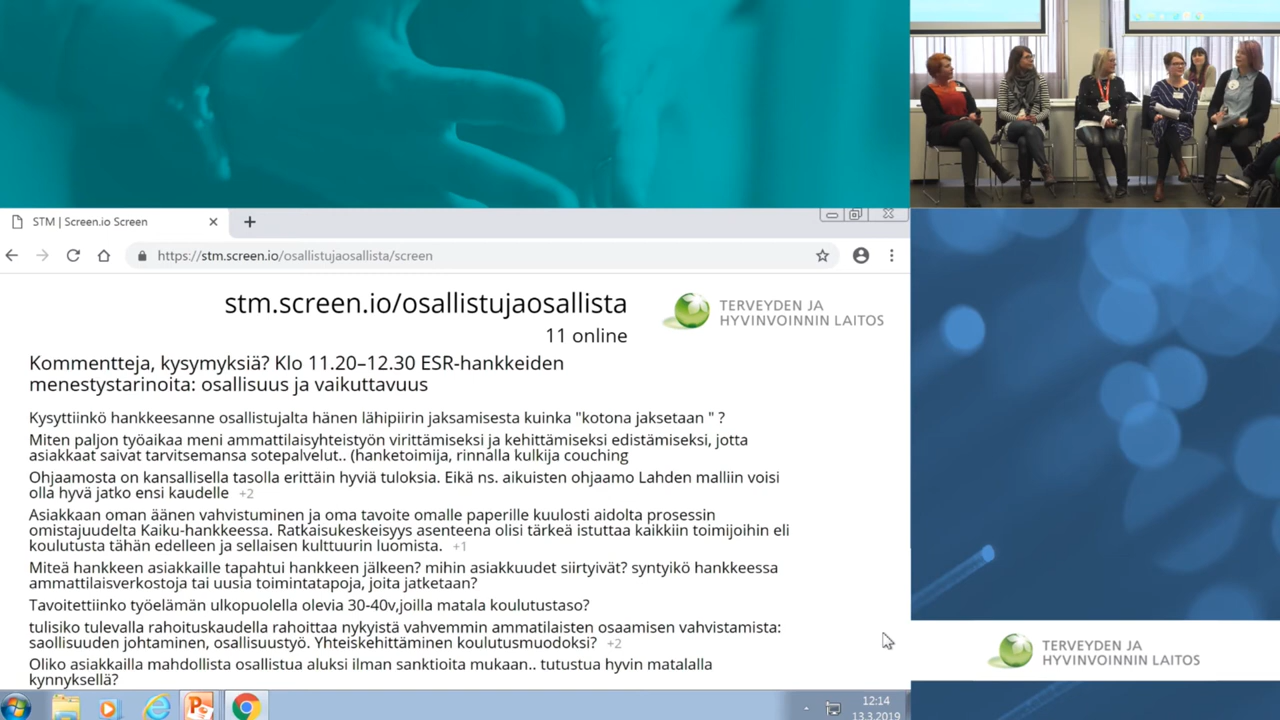 STM | Screen.io Screen
https://stm.screen.io/osallistujaosallista/screen
stm.screen.io/osallistujaosallista
11 online
TERVEYDEN JA
HYVINVOINNIN LAITOS
Kommentteja, kysymyksiä? Klo 11.20–12.30 ESR-hankkeiden
menestystarinoita: osallisuus ja vaikuttavuus
Kysyttiinkö hankkeesanne osallistujalta hänen lähipiirin jaksamisesta kuinka "kotona jaksetaan " ?
Miten paljon työaikaa meni ammattilaisyhteistyön virittämiseksi ja kehittämiseksi edistämiseksi, jotta
asiakkaat saivat tarvitsemansa sotepalvelut.. (hanketoimija, rinnalla kulkija couching
Ohjaamosta on kansallisella tasolla erittäin hyviä tuloksia. Eikä ns. aikuisten ohjaamo Lahden malliin voisi
olla hyvä jatko ensi kaudelle +2
Asiakkaan oman äänen vahvistuminen ja oma tavoite omalle paperille kuulosti aidolta prosessin
omistajuudelta Kaiku-hankkeessa. Ratkaisukeskeisyys asenteena olisi tärkeä istuttaa kaikkiin toimijoihin eli
koulutusta tähän edelleen ja sellaisen kulttuurin luomista. +1
Miteä hankkeen asiakkaille tapahtui hankkeen jälkeen? mihin asiakkuudet siirtyivät? syntyikö hankkeessa
ammattilaisverkostoja tai uusia toimintatapoja, joita jatketaan?
Tavoitettiinko työelämän ulkopuolella olevia 30-40v,joilla matala koulutustaso?
tulisiko tulevalla rahoituskaudella rahoittaa nykyistä vahvemmin ammatilaisten osaamisen vahvistamista:
saollisuuden johtaminen, osallisuustyö. Yhteiskehittäminen koulutusmuodoksi? +2
Oliko asiakkailla mahdollista osallistua aluksi ilman sanktioita mukaan.. tutustua hyvin matalalla
kynnyksellä?
12:14
13.3.2019
TERVEYDEN JA
HYVINVOINNIN LAITOS